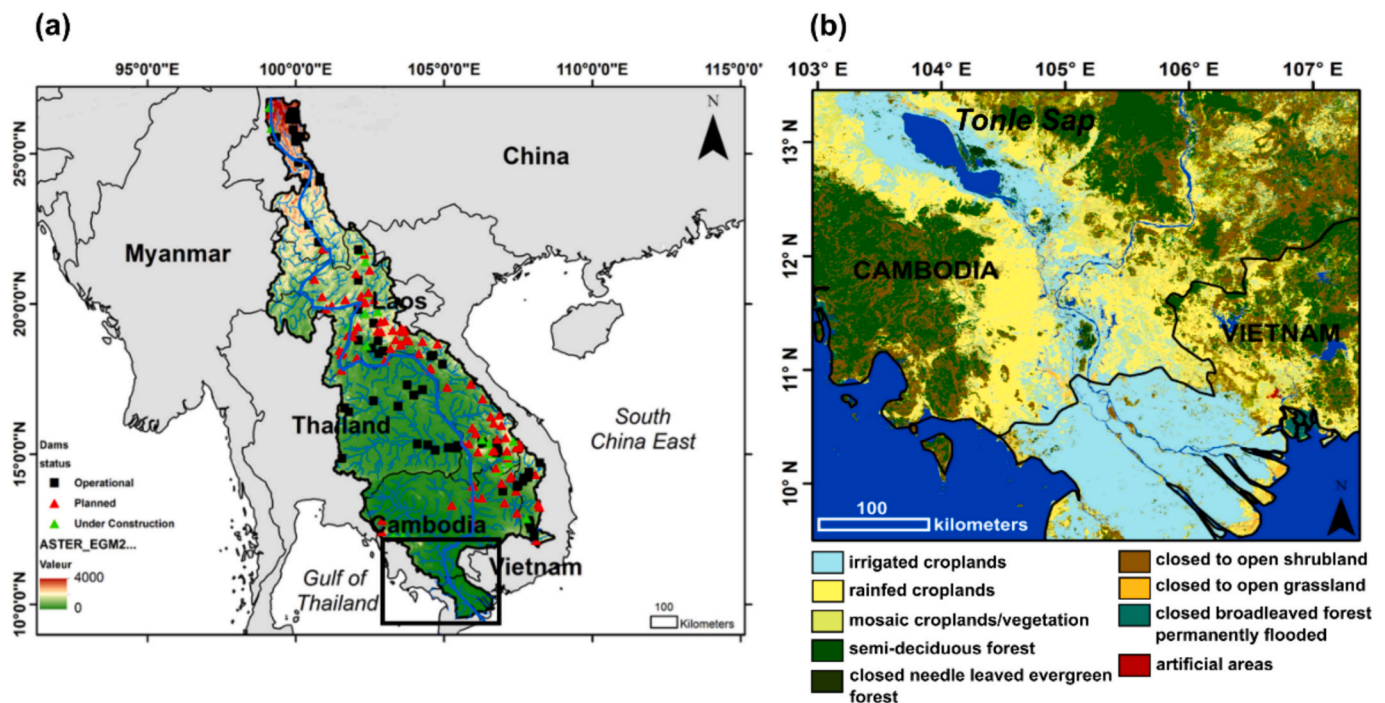 (a)
95°0'0"E 100°0'0"E 105°0'0"E 110°0'0"E 115°0'0"E
25°0'0"N
20°0'0"N
15°0'0"N
10°0'0"N
N
China
Myanmar
Laos
Thailand
South
China East
Cambodia
Vietnam
Gulf of
Thailand
Dams
status
Operational
Planned
Under Construction
ASTER_EGM2...
Valeur
4000
0
100
Kilometers
(b)
103° E 104° E 105° E 106° E 107° E
13° N
12° N
11° N
10° N
Tonle Sap
CAMBODIA
VIETNAM
N
100
kilometers
irrigated croplands
rainfed croplands
mosaic croplands/vegetation
semi-deciduous forest
closed needle leaved evergreen
forest
closed to open shrubland
closed to open grassland
closed broadleaved forest
permanently flooded
artificial areas